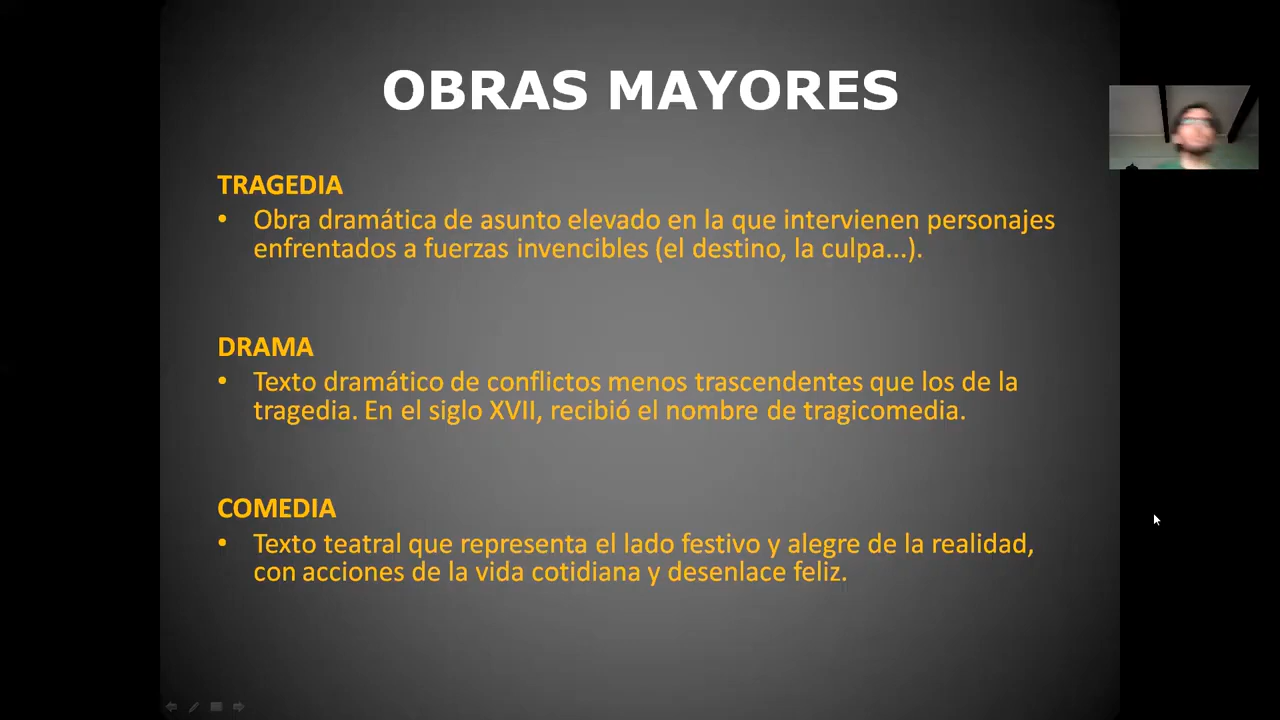 OBRAS MAYORES
TRAGEDIA
• Obra dramática de asunto elevado en la que intervienen personajes
enfrentados a fuerzas invencibles (el destino, la culpa...).
DRAMA
• Texto dramático de conflictos menos trascendentes que los de la
tragedia. En el siglo XVII, recibió el nombre de tragicomedia.
COMEDIA
• Texto teatral que representa el lado festivo y alegre de la realidad,
con acciones de la vida cotidiana y desenlace feliz.